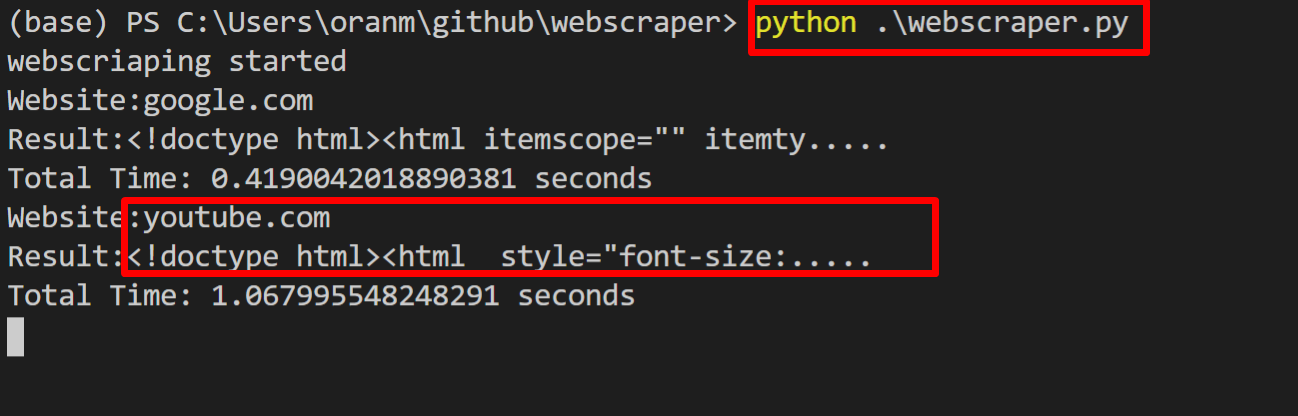 (base) PS C:\Users\oranm\github\webscraper> python .\webscraper.py
webscriaping started
Website:google.com
Result:<!doctype html><html itemscope="" itemty.....
Total Time: 0.4190042018890381 seconds
Website:youtube.com
Result:<!doctype html><html  style="font-size:.....
Total Time: 1.067995548248291 seconds